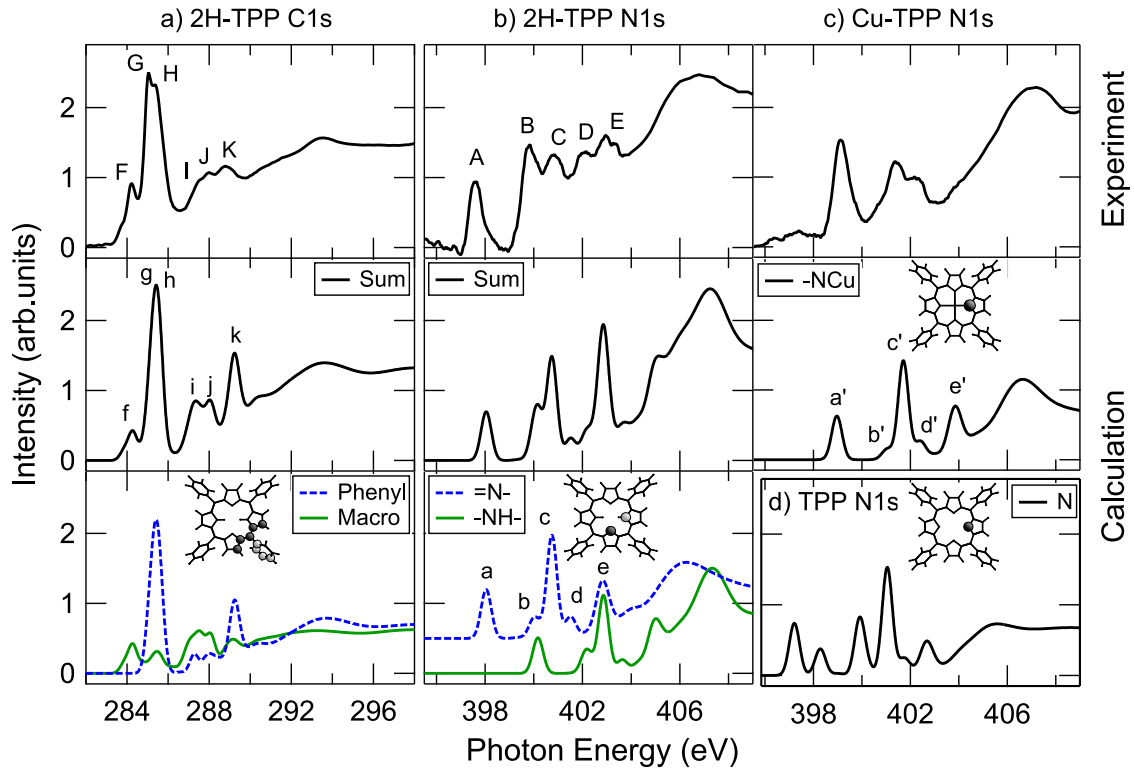 a) 2H-TPP C1s
b) 2H-TPP N1s
c) Cu-TPP N1s
G
H
F
I
J
K
A
B
C
D
E
2
1
0
Experiment
Intensity (arb.units)
g
h
f
i
j
k
Sum
Sum
-NCu
a'
b'
c'
d'
e'
2
1
0
Calculation
Phenyl
Macro
=N-
-NH-
a
b
c
d
e
d) TPP N1s
N
2
1
0
284 288 292 296
398 402 406
398 402 406
Photon Energy (eV)